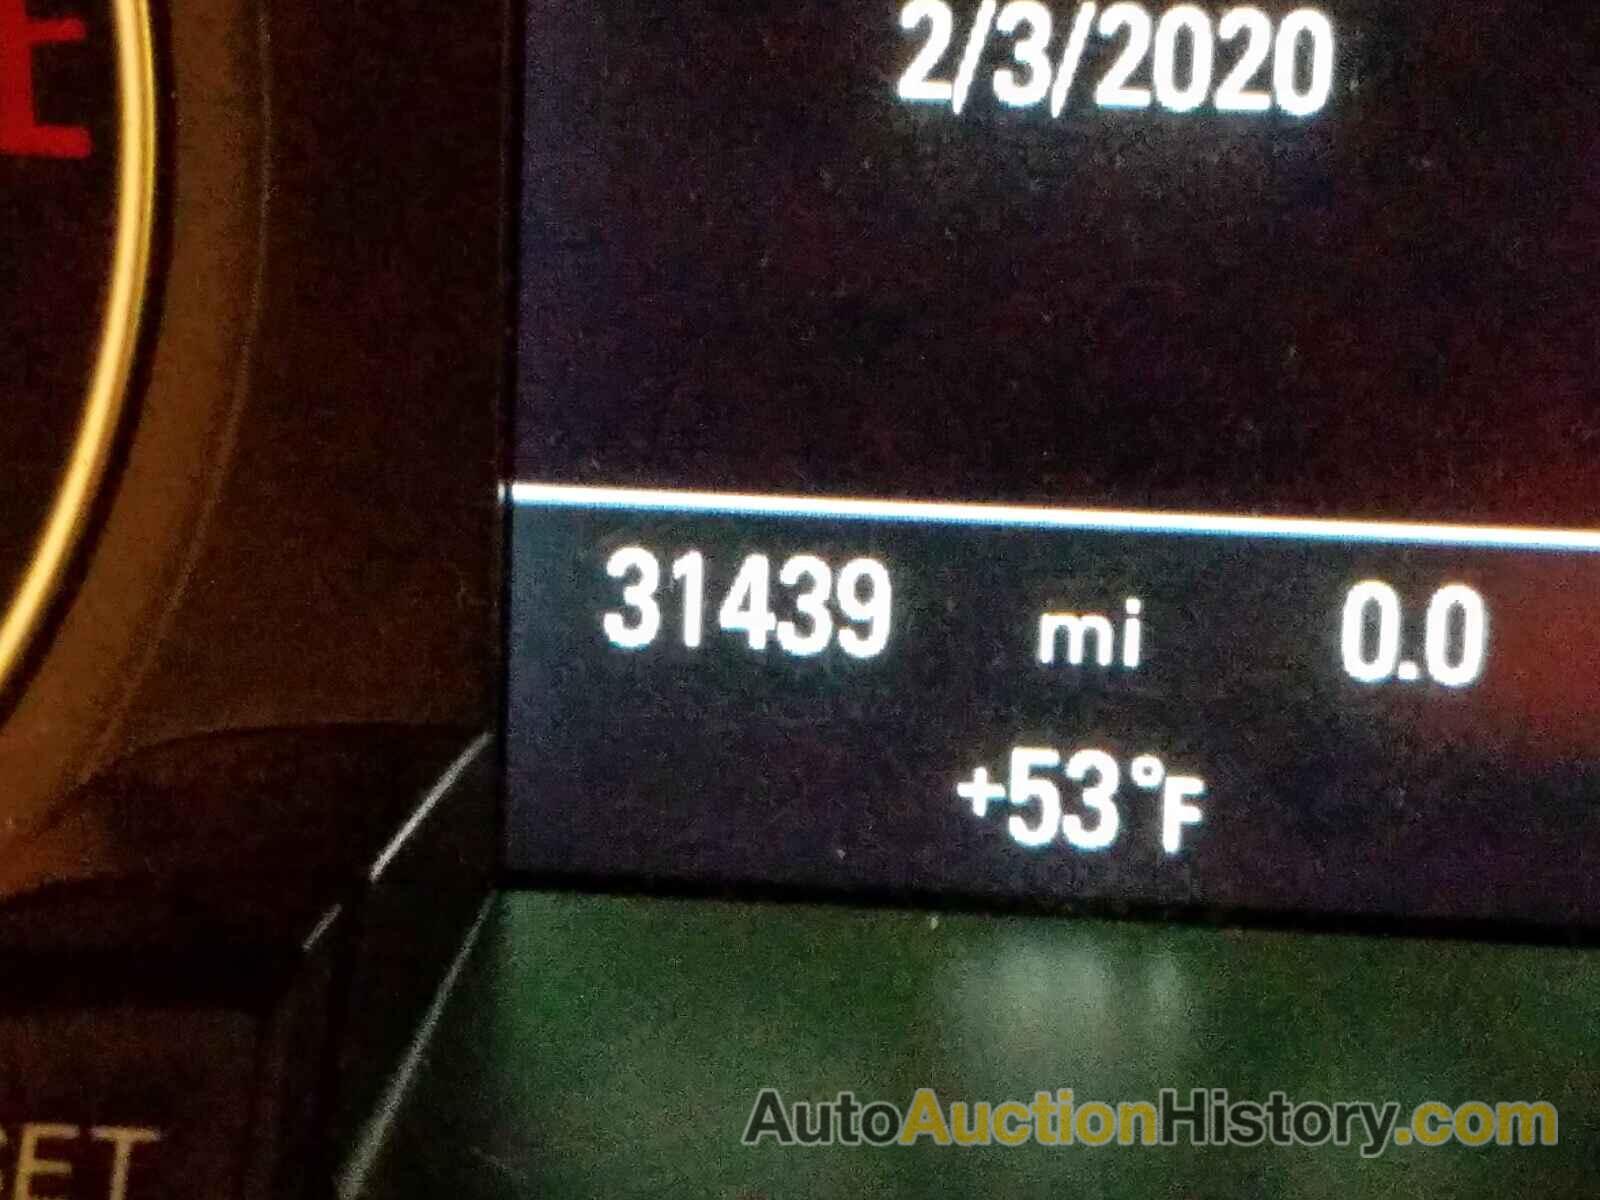 2/3/2020
31439 mi 0.0
+53°F
AutoAuctionHistory.com